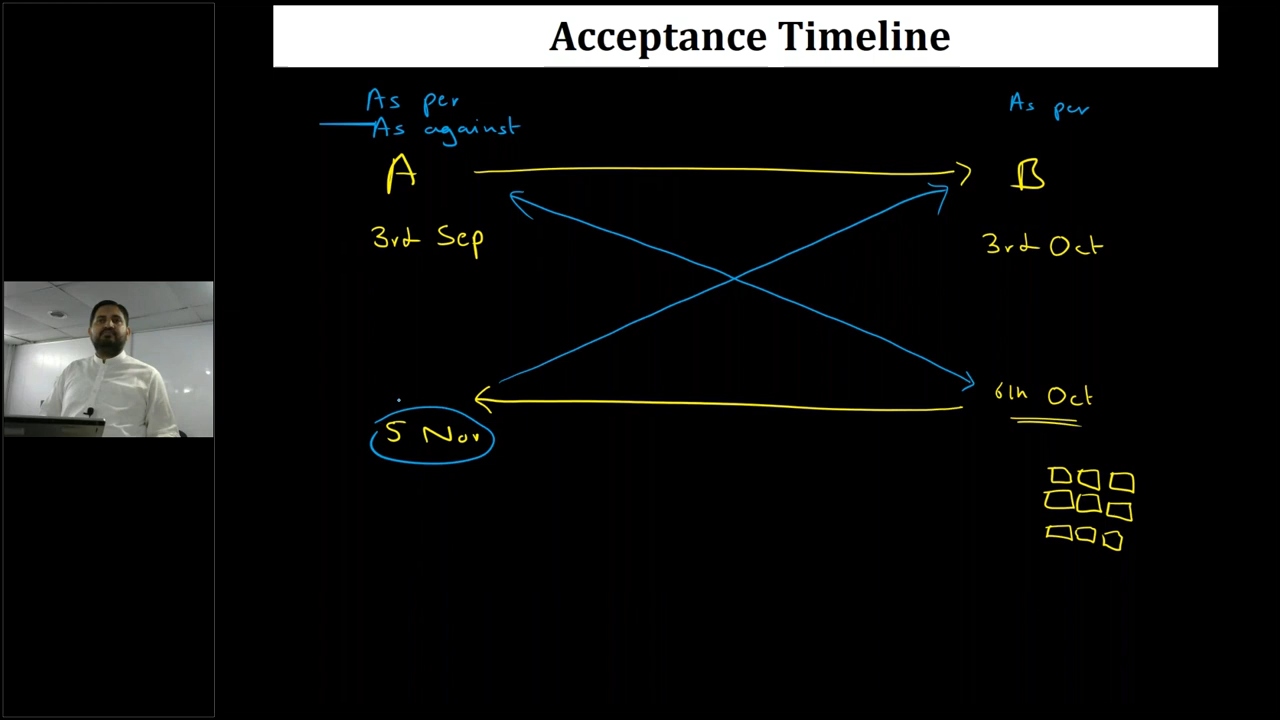 Acceptance Timeline
As per
As against
As per
A
B
3rd Sep
3rd Oct
6th Oct
5 Nov